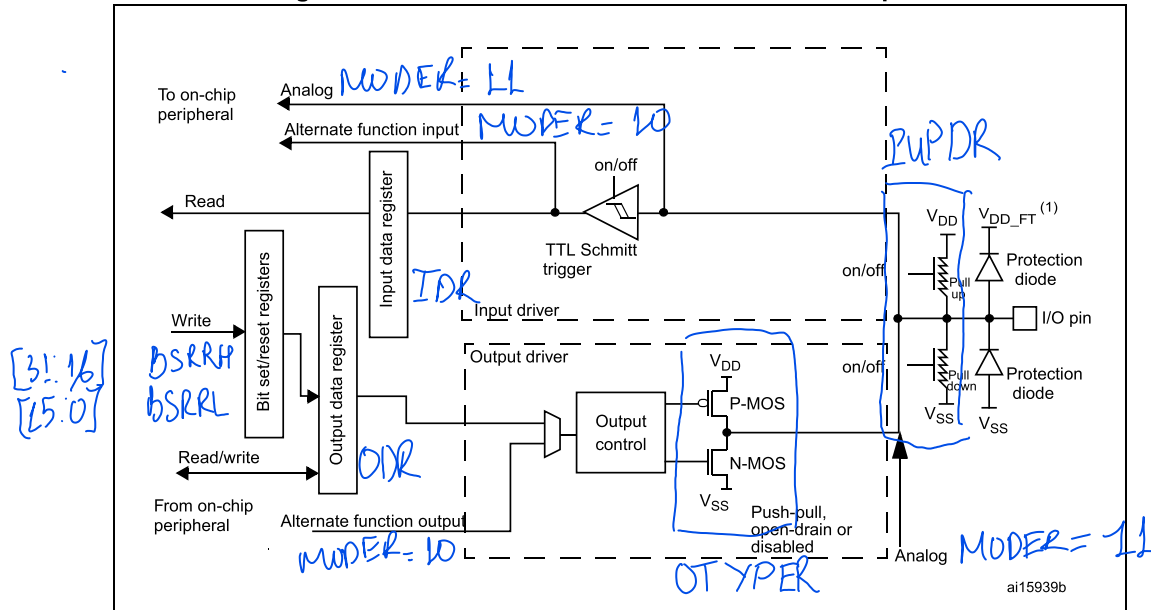 Analog MODER= 11
To on-chip
peripheral
Alternate function input MODER= 10
PUPDR
on/off
Read
Input data register
VDD
VDD_FT (1)
TTL Schmitt
trigger
IDR
on/off
Pull
up
Protection
diode
Bit set/reset registers
Input driver
I/O pin
Write
BSRRH
[31:16]
BSRRL
[15:0]
Output data register
Output driver
VDD
on/off
Pull
down
Protection
diode
P-MOS
Output
control
VSS
VSS
Read/write
ODR
N-MOS
VSS
From on-chip
peripheral
Alternate function output
MODER=10
Push-pull,
open-drain or
disabled
Analog MODER= 11
OTYPER
ai15939b